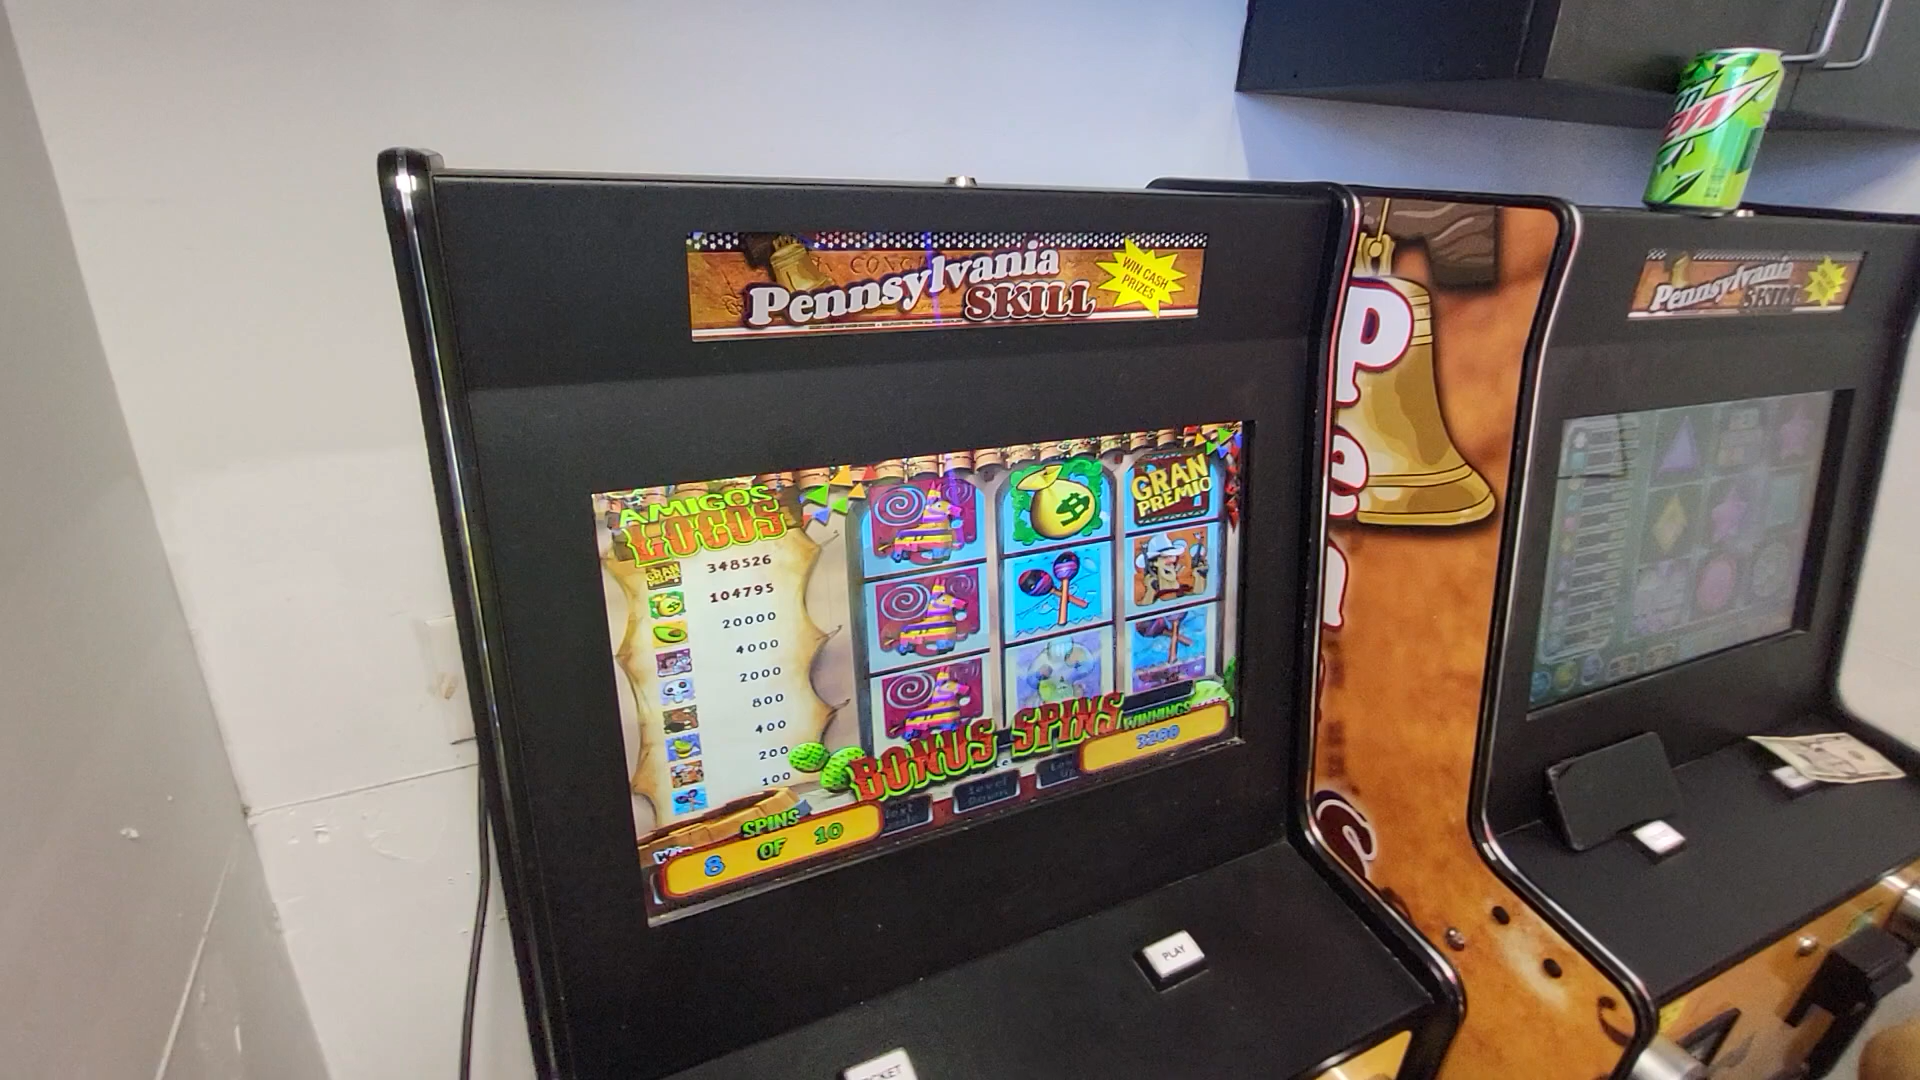 Pennsylvania
SKILL
WIN CASH
PRIZES
AMIGOS
LOCOS
348526
104795
20000
4000
2000
800
400
200
100
GRAN
PREMIO
BONUS SPINS
WINNINGS
3200
SPINS
8 OF 10
PLAY
Pennsylvania
SKILL
P
e
n
DEW